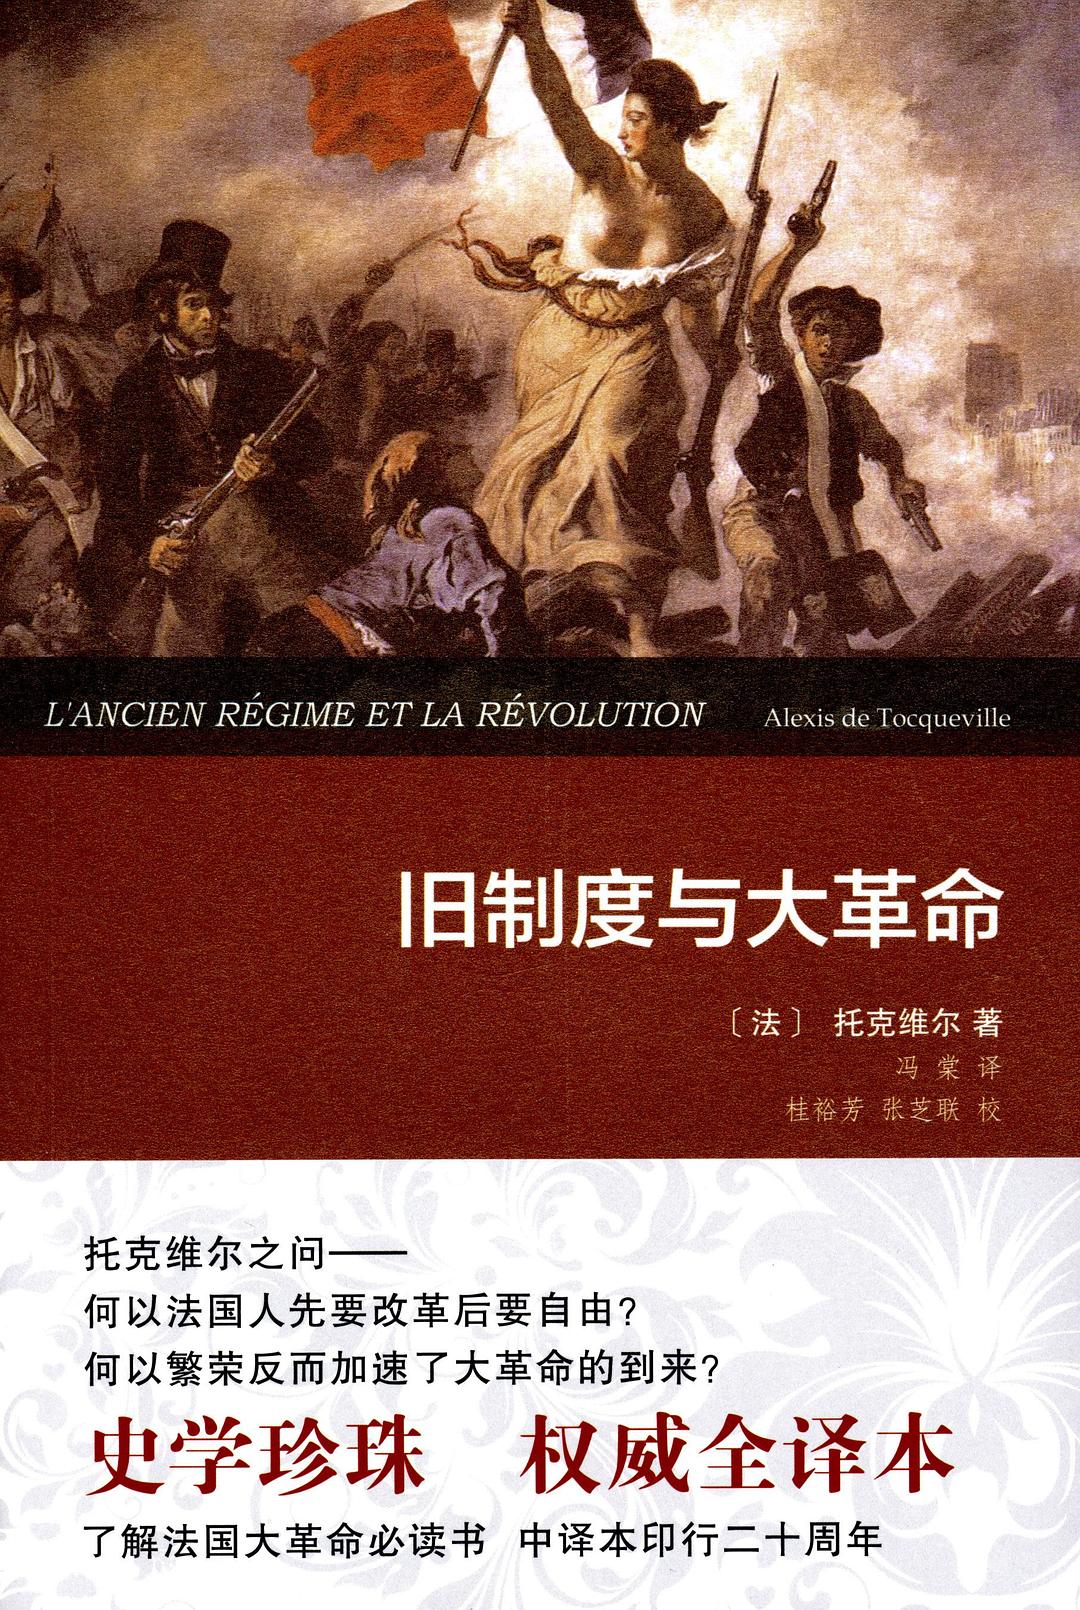 L'ANCIEN RÉGIME ET LA RÉVOLUTION Alexis de Tocqueville
旧制度与大革命
〔法〕 托克维尔 著
冯 棠 译
桂裕芳 张芝联 校
托克维尔之问——
何以法国人先要改革后要自由？
何以繁荣反而加速了大革命的到来？
史学珍珠 权威全译本
了解法国大革命必读书 中译本印行二十周年